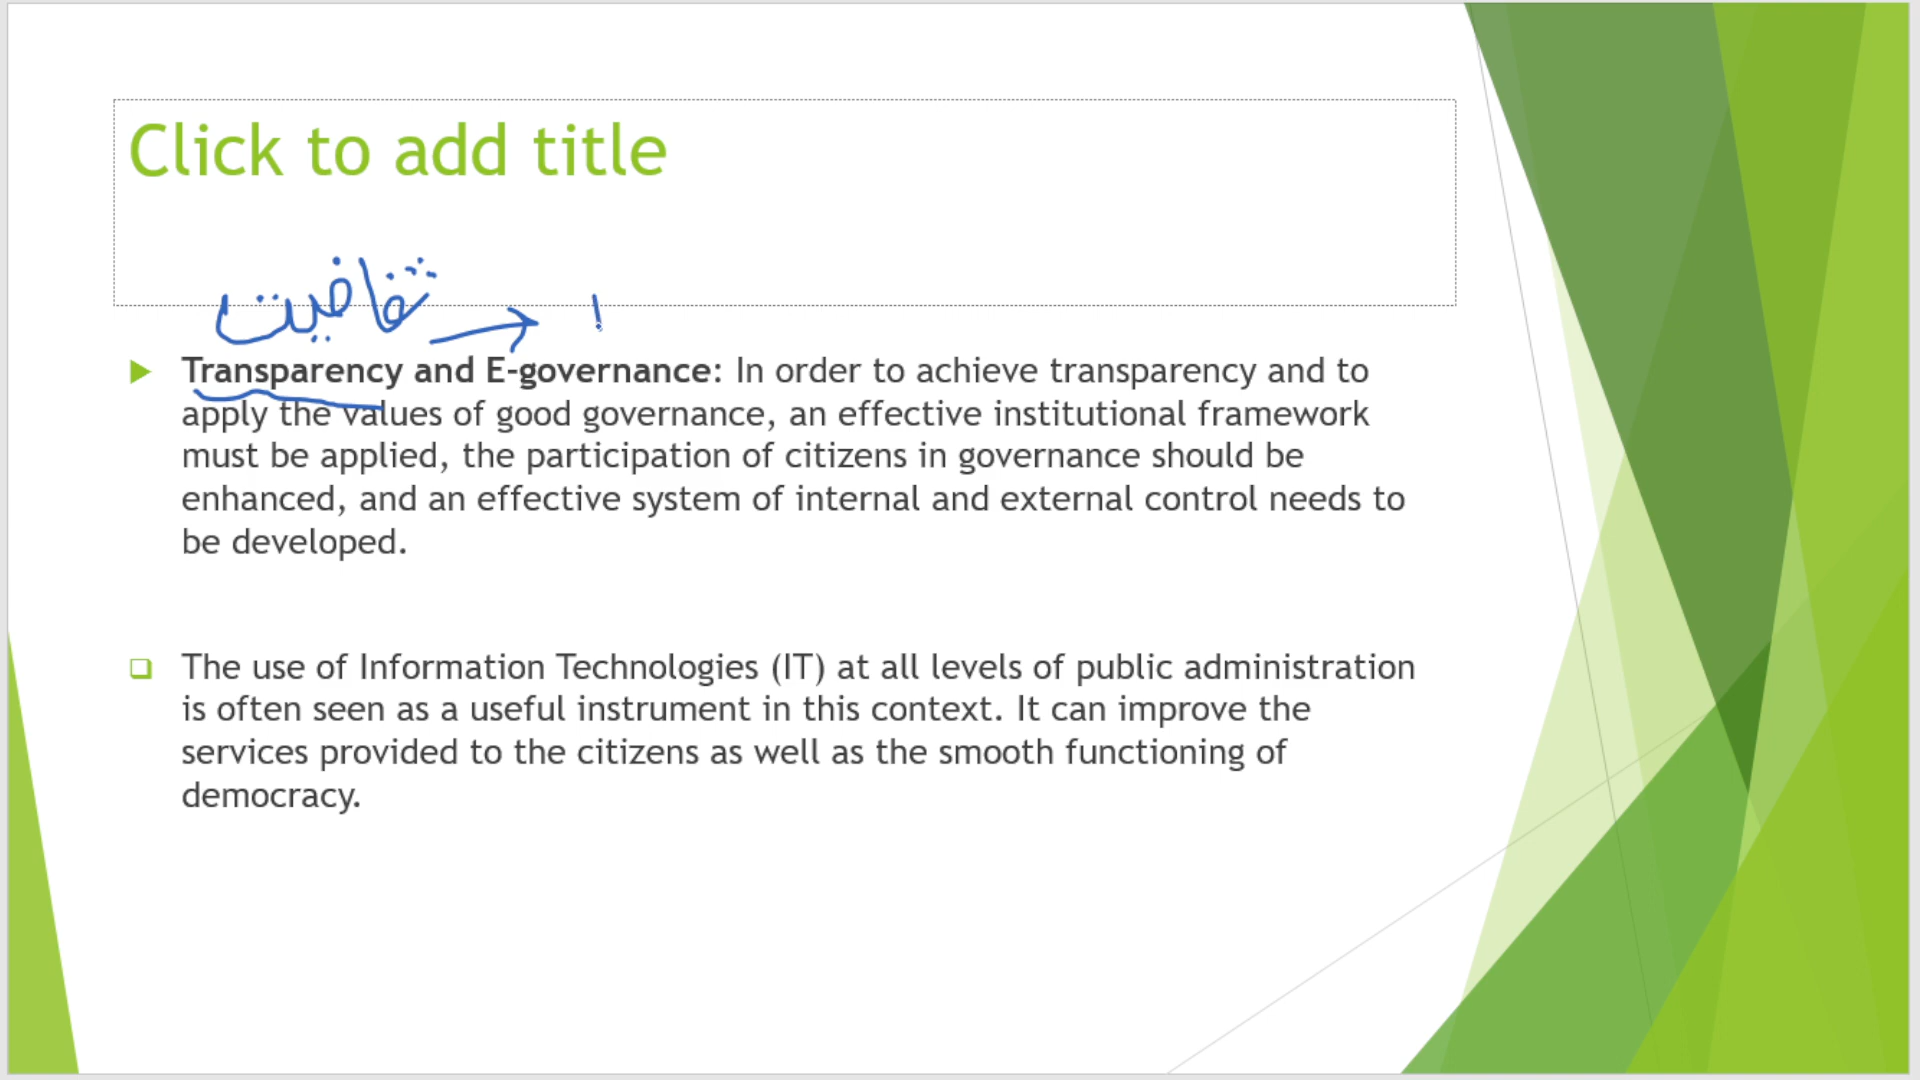 Click to add title
شفافیت
Transparency and E-governance: In order to achieve transparency and to
apply the values of good governance, an effective institutional framework
must be applied, the participation of citizens in governance should be
enhanced, and an effective system of internal and external control needs to
be developed.
The use of Information Technologies (IT) at all levels of public administration
is often seen as a useful instrument in this context. It can improve the
services provided to the citizens as well as the smooth functioning of
democracy.